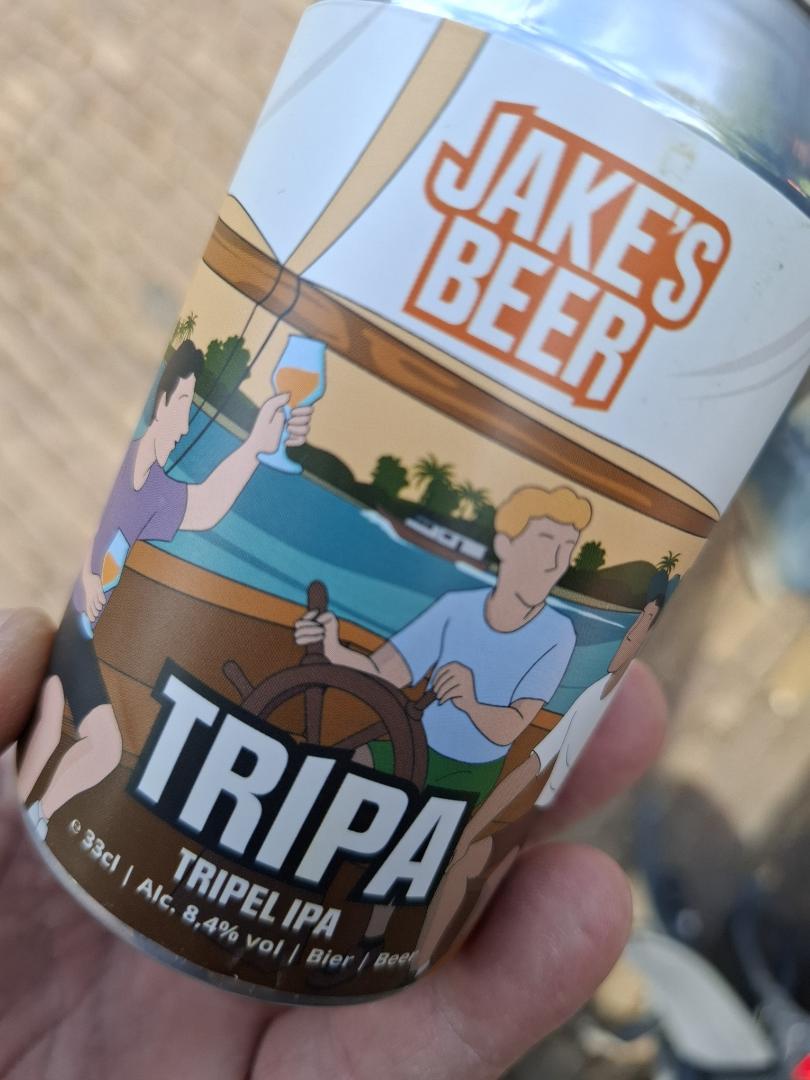 JAKE'S
BEER
TRIPA
TRIPEL IPA
℮ 33cl | Alc. 8,4% vol | Bier | Beer